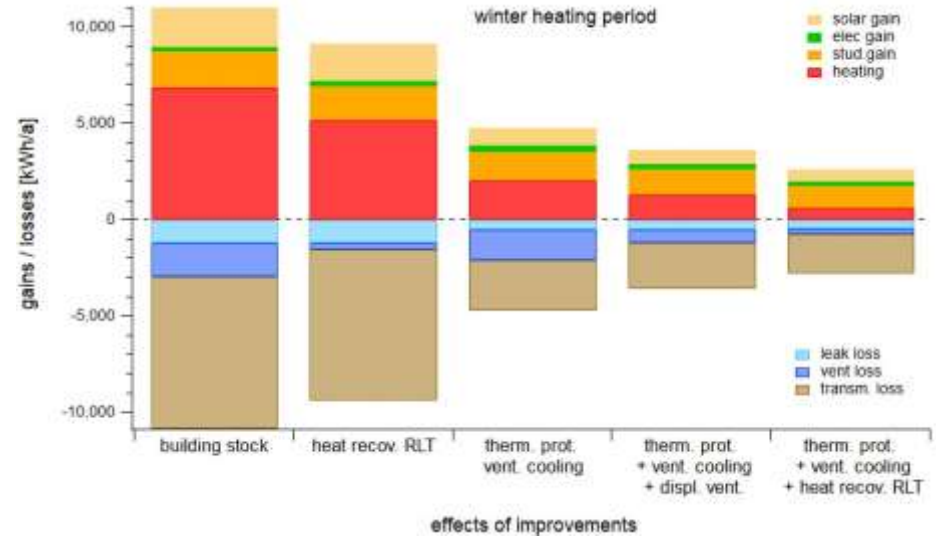 winter heating period
solar gain
elec gain
stud.gain
heating
10,000
5,000
0
-5,000
-10,000
gains / losses [kWh/a]
leak loss
vent loss
transm. loss
building stock
heat recov. RLT
therm. prot.
vent. cooling
therm. prot.
+ vent. cooling
+ displ. vent.
therm. prot.
+ vent. cooling
+ heat recov. RLT
effects of improvements